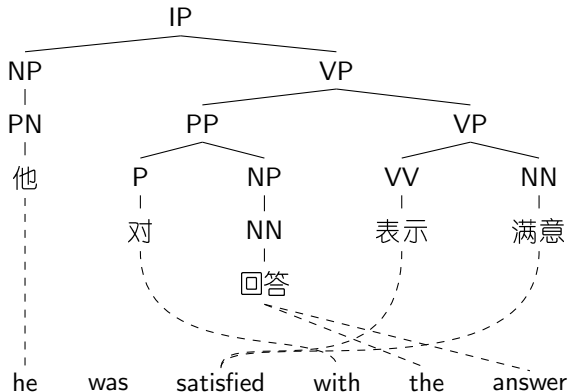 IP
NP VP
PN PP VP
他 P NP VV NN
对 NN 表示 满意
回答
he was satisfied with the answer